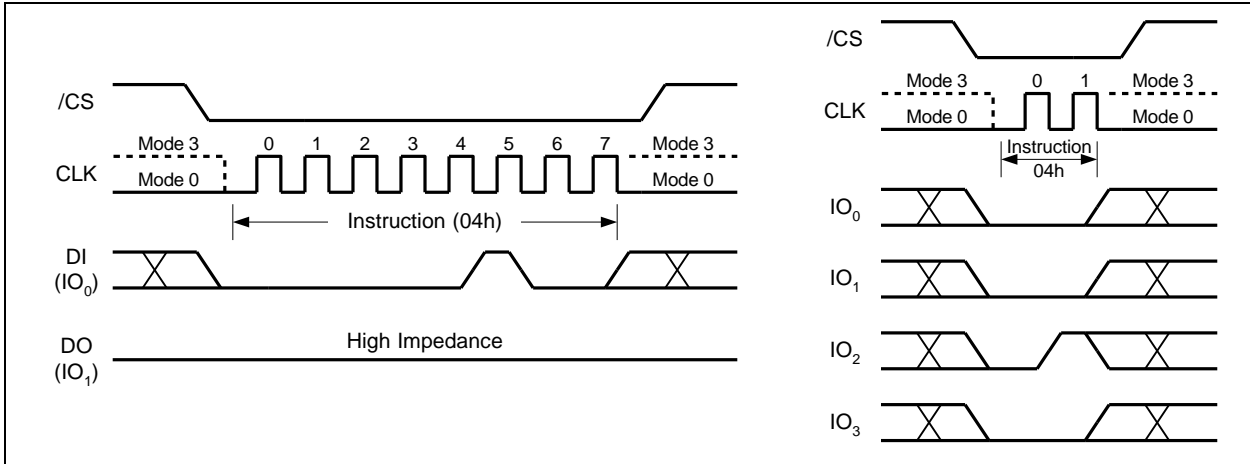 /CS
Mode 3 0 1 2 3 4 5 6 7 Mode 3
CLK
Mode 0 Mode 0
Instruction (04h)
DI
(IO0)
High Impedance
DO
(IO1)
/CS
Mode 3 0 1 Mode 3
CLK
Mode 0 Mode 0
Instruction
04h
IO0
IO1
IO2
IO3